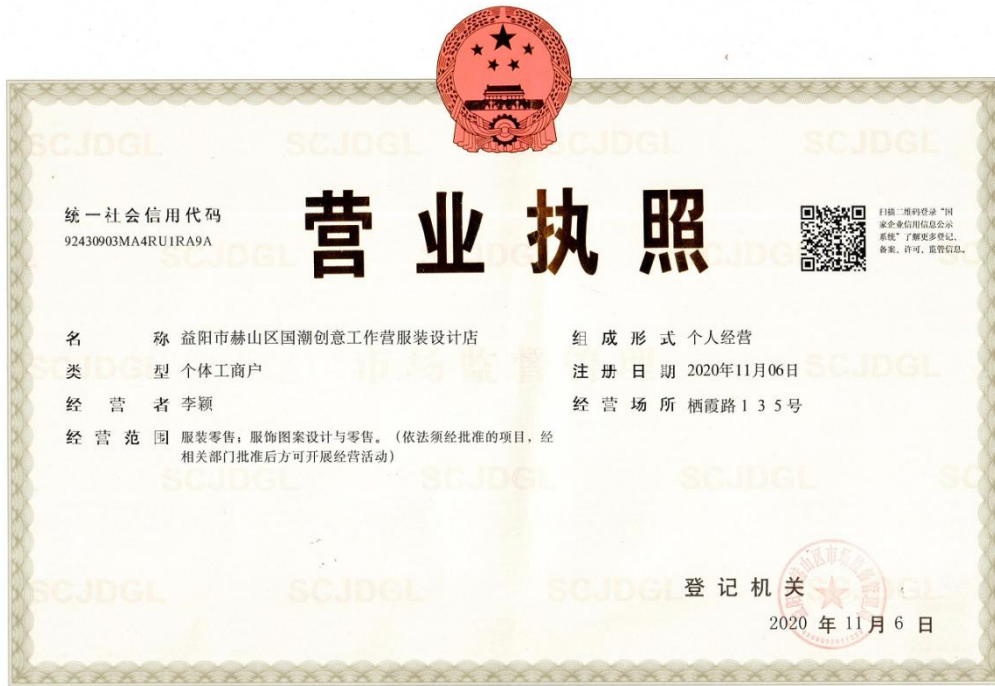 统一社会信用代码
92430903MA4RU1RA9A
营业执照
扫描二维码登录“国
家企业信用信息公示
系统”了解更多登记、
备案、许可、监管信息。
名称 益阳市赫山区国潮创意工作营服装设计店
类型 个体工商户
经营者 李颖
经营范围 服装零售；服饰图案设计与零售。（依法须经批准的项目，经
相关部门批准后方可开展经营活动）
组成形式 个人经营
注册日期 2020年11月06日
经营场所 栖霞路１３５号
SCJDGL
市场监督管理
登记机关
2020 年 11 月 6 日